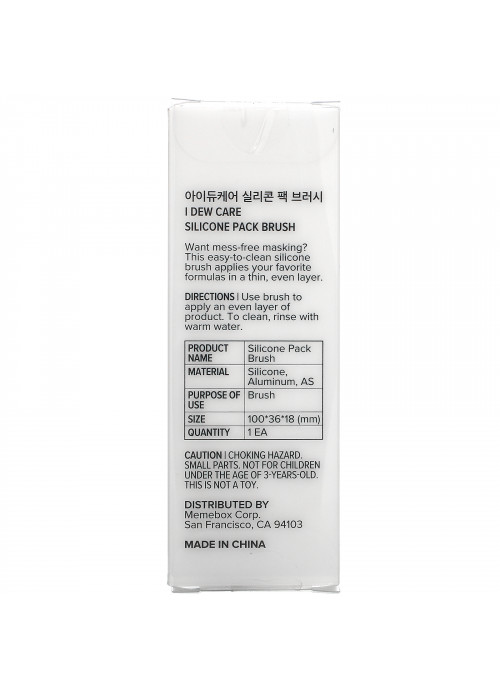 아이듀케어 실리콘 팩 브러시
I DEW CARE
SILICONE PACK BRUSH
Want mess-free masking?
This easy-to-clean silicone
brush applies your favorite
formulas in a thin, even layer.
DIRECTIONS | Use brush to
apply an even layer of
product. To clean, rinse with
warm water.
PRODUCT NAME Silicone Pack Brush
MATERIAL Silicone, Aluminum, AS
PURPOSE OF USE Brush
SIZE 100*36*18 (mm)
QUANTITY 1 EA
CAUTION | CHOKING HAZARD.
SMALL PARTS. NOT FOR CHILDREN
UNDER THE AGE OF 3-YEARS-OLD.
THIS IS NOT A TOY.
DISTRIBUTED BY
Memebox Corp.
San Francisco, CA 94103
MADE IN CHINA